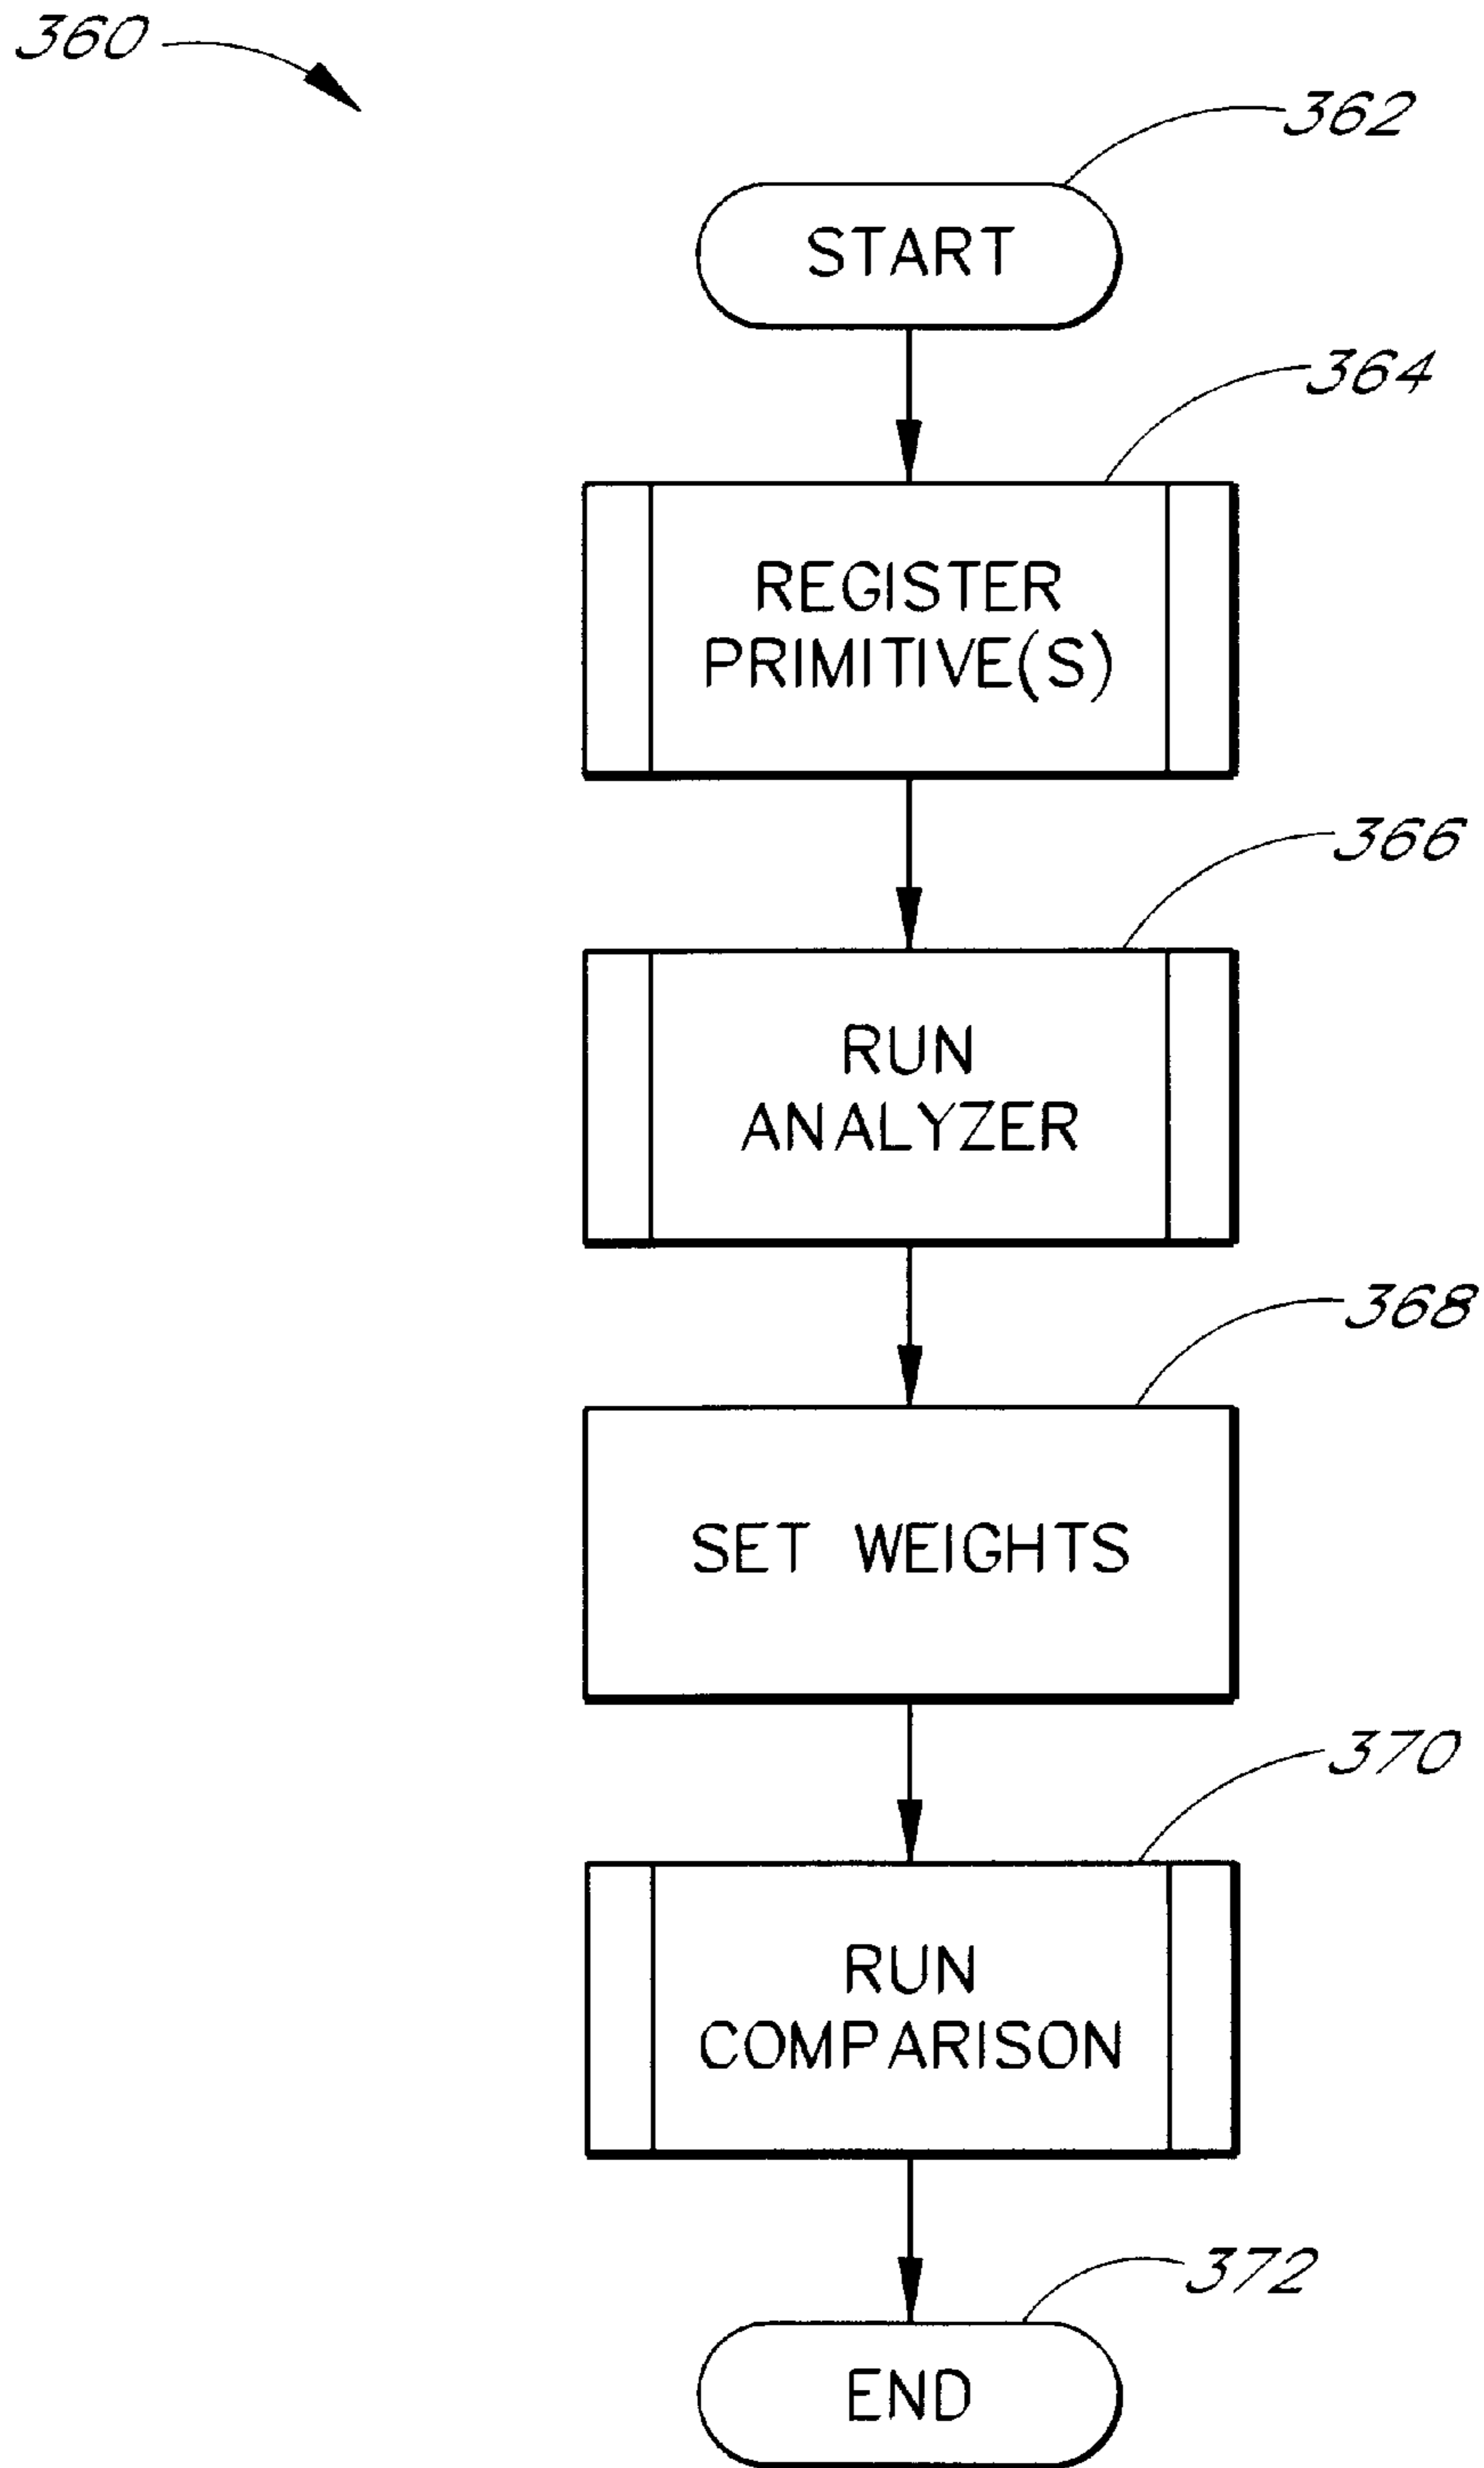 360
362
START
364
REGISTER
PRIMITIVE(S)
366
RUN
ANALYZER
368
SET WEIGHTS
370
RUN
COMPARISON
372
END